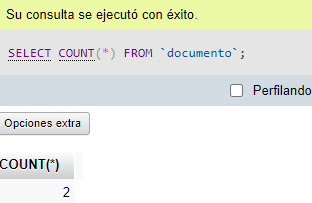 Su consulta se ejecutó con éxito.
SELECT COUNT(*) FROM `documento`;
Perfilando
Opciones extra
COUNT(*)
2